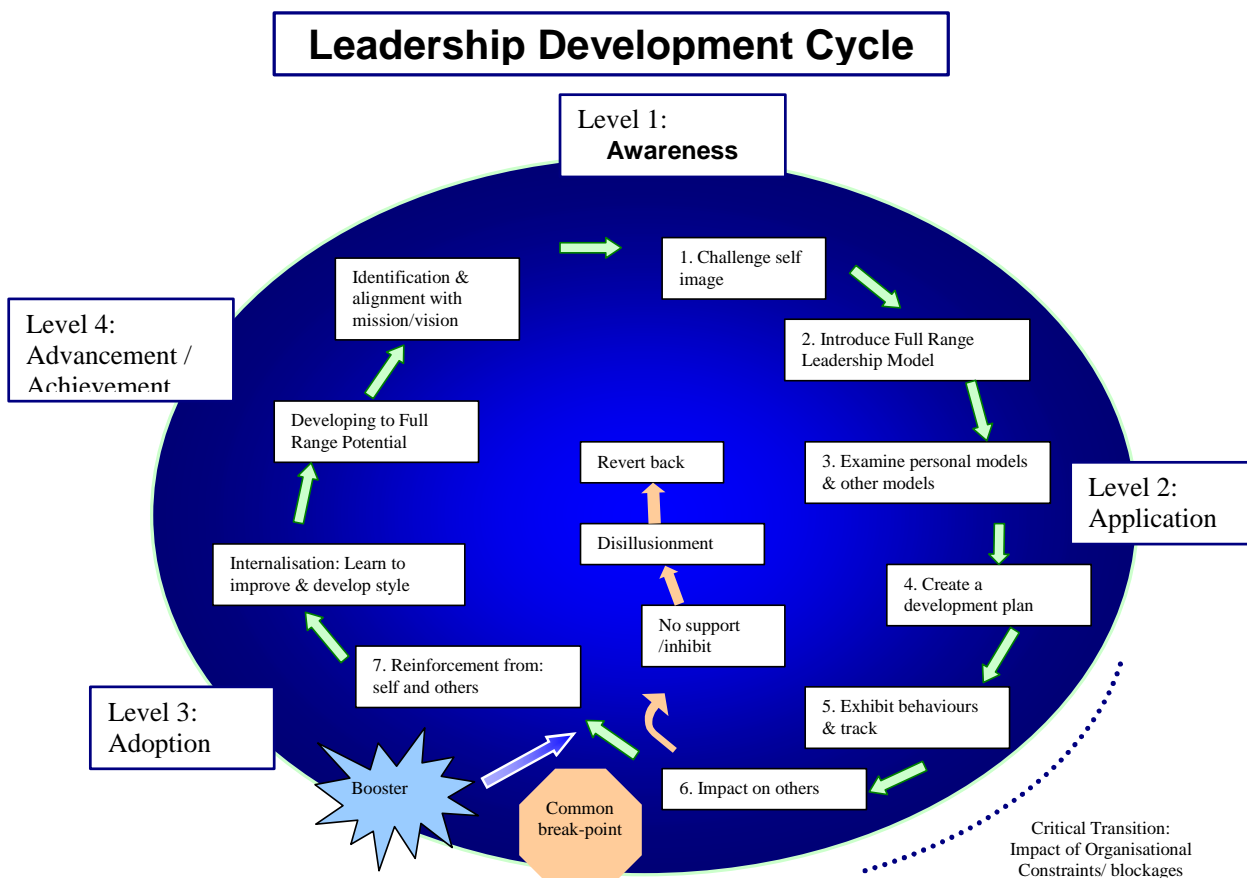 Leadership Development Cycle
Level 1:
Awareness
1. Challenge self
image
2. Introduce Full Range
Leadership Model
3. Examine personal models
& other models
Level 2:
Application
4. Create a
development plan
5. Exhibit behaviours
& track
Critical Transition:
Impact of Organisational
Constraints/ blockages
6. Impact on others
Common
break-point
No support
/inhibit
Disillusionment
Revert back
Booster
7. Reinforcement from:
self and others
Level 3:
Adoption
Internalisation: Learn to
improve & develop style
Developing to Full
Range Potential
Level 4:
Advancement /
Achievement
Identification &
alignment with
mission/vision